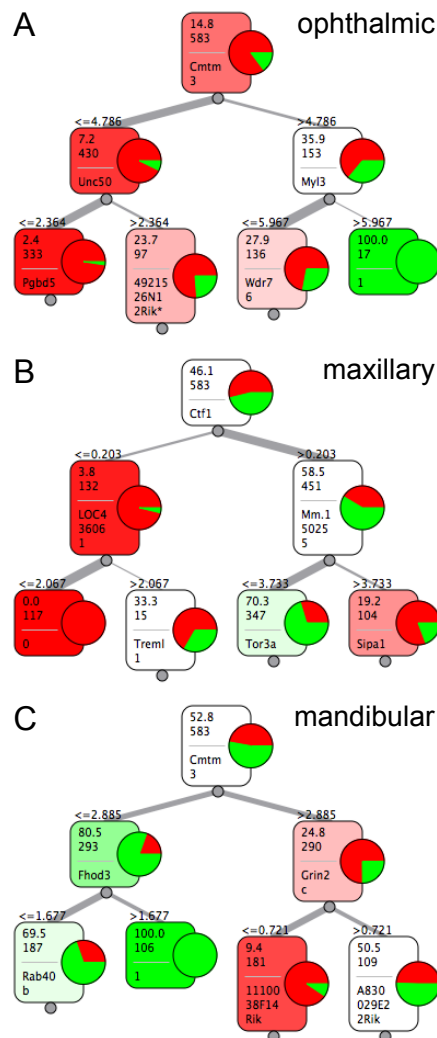 A
ophthalmic
14.8
583
Cmtm
3
<=4.786
>4.786
7.2
430
Unc50
35.9
153
Myl3
<=2.364
>2.364
<=5.967
>5.967
2.4
333
Pgbd5
23.7
97
49215
26N1
2Rik*
27.9
136
Wdr7
6
100.0
17
1
B
maxillary
46.1
583
Ctf1
<=0.203
>0.203
3.8
132
LOC4
3606
1
58.5
451
Mm.1
5025
5
<=2.067
>2.067
<=3.733
>3.733
0.0
117
0
33.3
15
Treml
1
70.3
347
Tor3a
19.2
104
Sipa1
C
mandibular
52.8
583
Cmtm
3
<=2.885
>2.885
80.5
293
Fhod3
24.8
290
Grin2
c
<=1.677
>1.677
<=0.721
>0.721
69.5
187
Rab40
b
100.0
106
1
9.4
181
11100
38F14
Rik
50.5
109
A830
029E2
2Rik